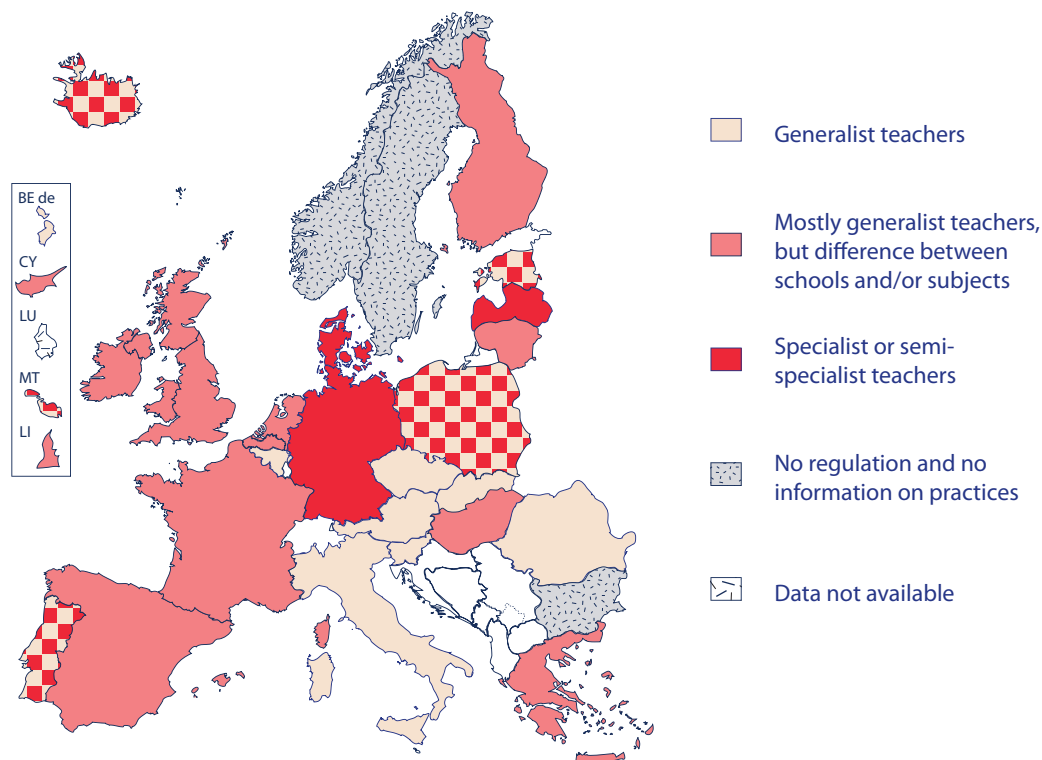 BE de
CY
LU
MT
LI
Generalist teachers
Mostly generalist teachers,
but difference between
schools and/or subjects
Specialist or semi-
specialist teachers
No regulation and no
information on practices
Data not available